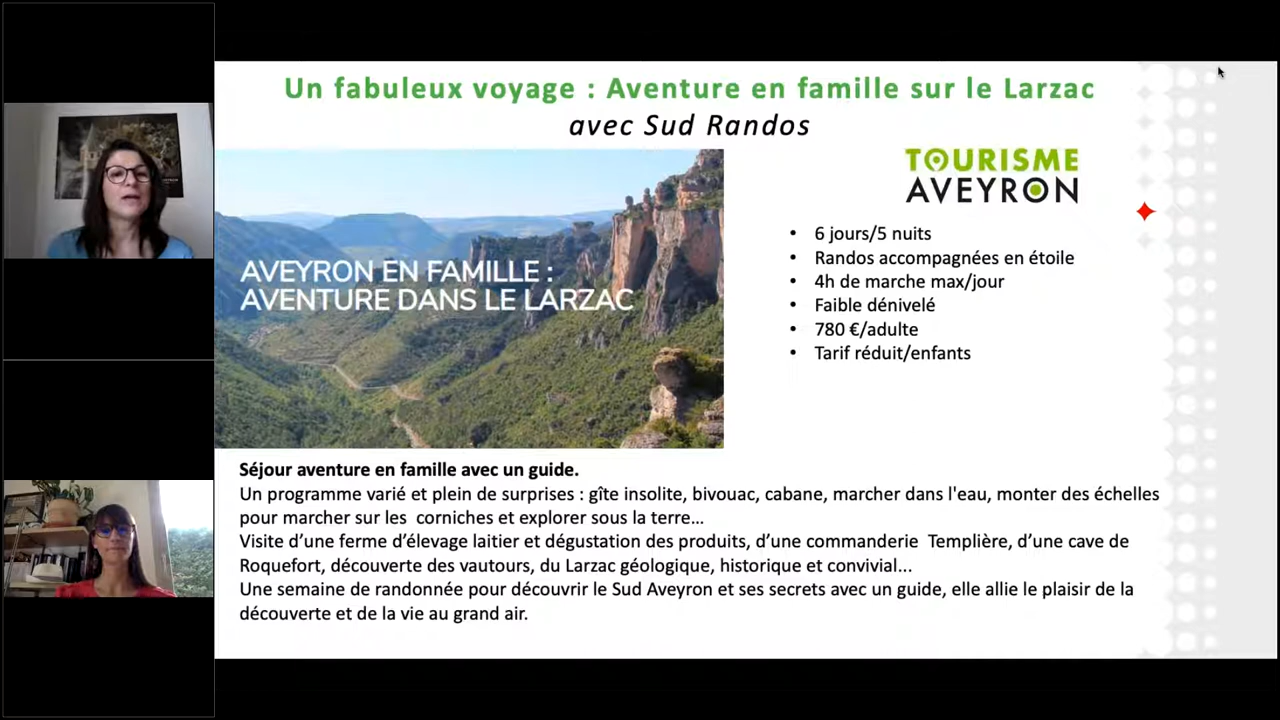 Un fabuleux voyage : Aventure en famille sur le Larzac
avec Sud Randos
TOURISME
AVEYRON
AVEYRON EN FAMILLE :
AVENTURE DANS LE LARZAC
• 6 jours/5 nuits
• Randos accompagnées en étoile
• 4h de marche max/jour
• Faible dénivelé
• 780 €/adulte
• Tarif réduit/enfants
Séjour aventure en famille avec un guide.
Un programme varié et plein de surprises : gîte insolite, bivouac, cabane, marcher dans l'eau, monter des échelles
pour marcher sur les corniches et explorer sous la terre...
Visite d’une ferme d’élevage laitier et dégustation des produits, d’une commanderie Templière, d’une cave de
Roquefort, découverte des vautours, du Larzac géologique, historique et convivial...
Une semaine de randonnée pour découvrir le Sud Aveyron et ses secrets avec un guide, elle allie le plaisir de la
découverte et de la vie au grand air.